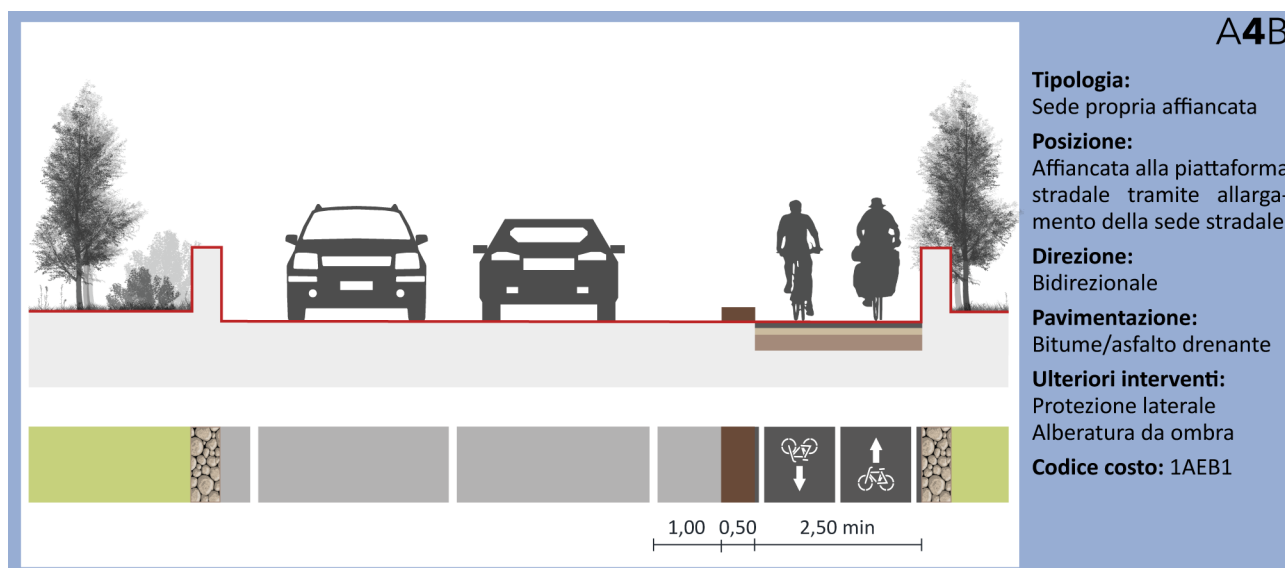 A4B
Tipologia:
Sede propria affiancata
Posizione:
Affiancata alla piattaforma
stradale tramite allarga-
mento della sede stradale
Direzione:
Bidirezionale
Pavimentazione:
Bitume/asfalto drenante
Ulteriori interventi:
Protezione laterale
Alberatura da ombra
Codice costo: 1AEB1
1,00 0,50 2,50 min